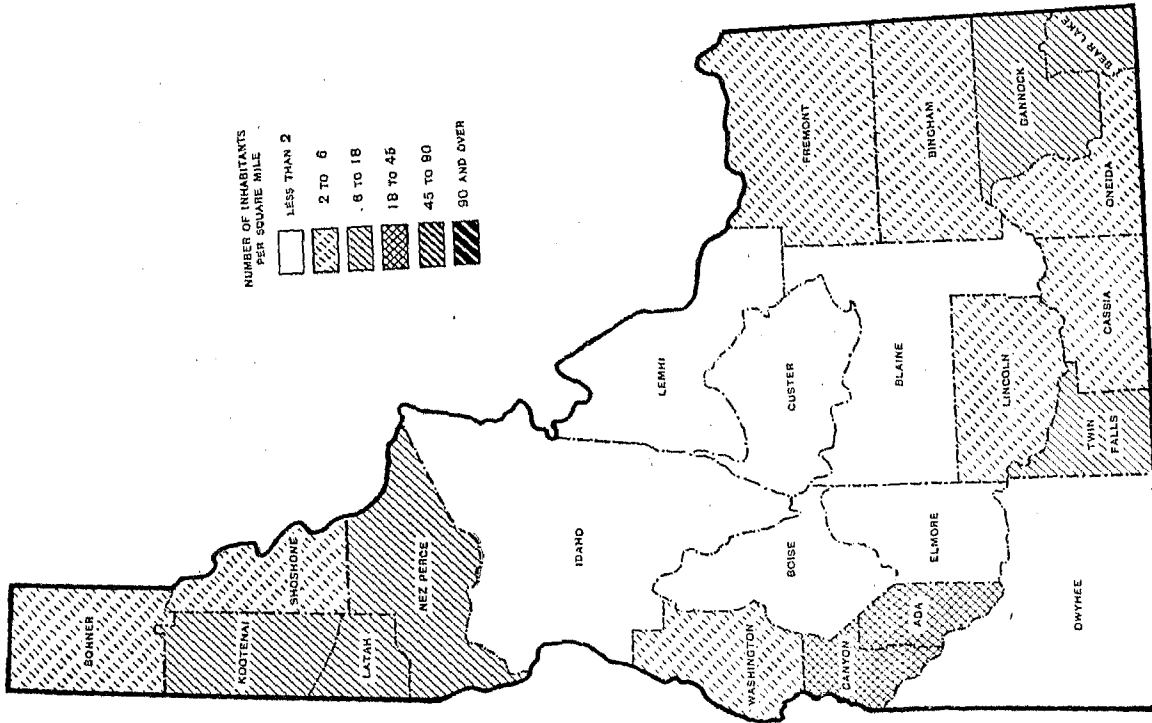 NUMBER OF INHABITANTS
PER SQUARE MILE
LESS THAN 2
2 TO 6
6 TO 18
18 TO 45
45 TO 90
90 AND OVER
BONNER
KOOTENAI
SHOSHONE
LATAH
NEZ PERCE
IDAHO
LEMHI
WASHINGTON
BOISE
CUSTER
FREMONT
CANYON
ADA
ELMORE
BLAINE
BINGHAM
OWYHEE
LINCOLN
TWIN
FALLS
CASSIA
ONEIDA
BANNOCK
BEAR LAKE